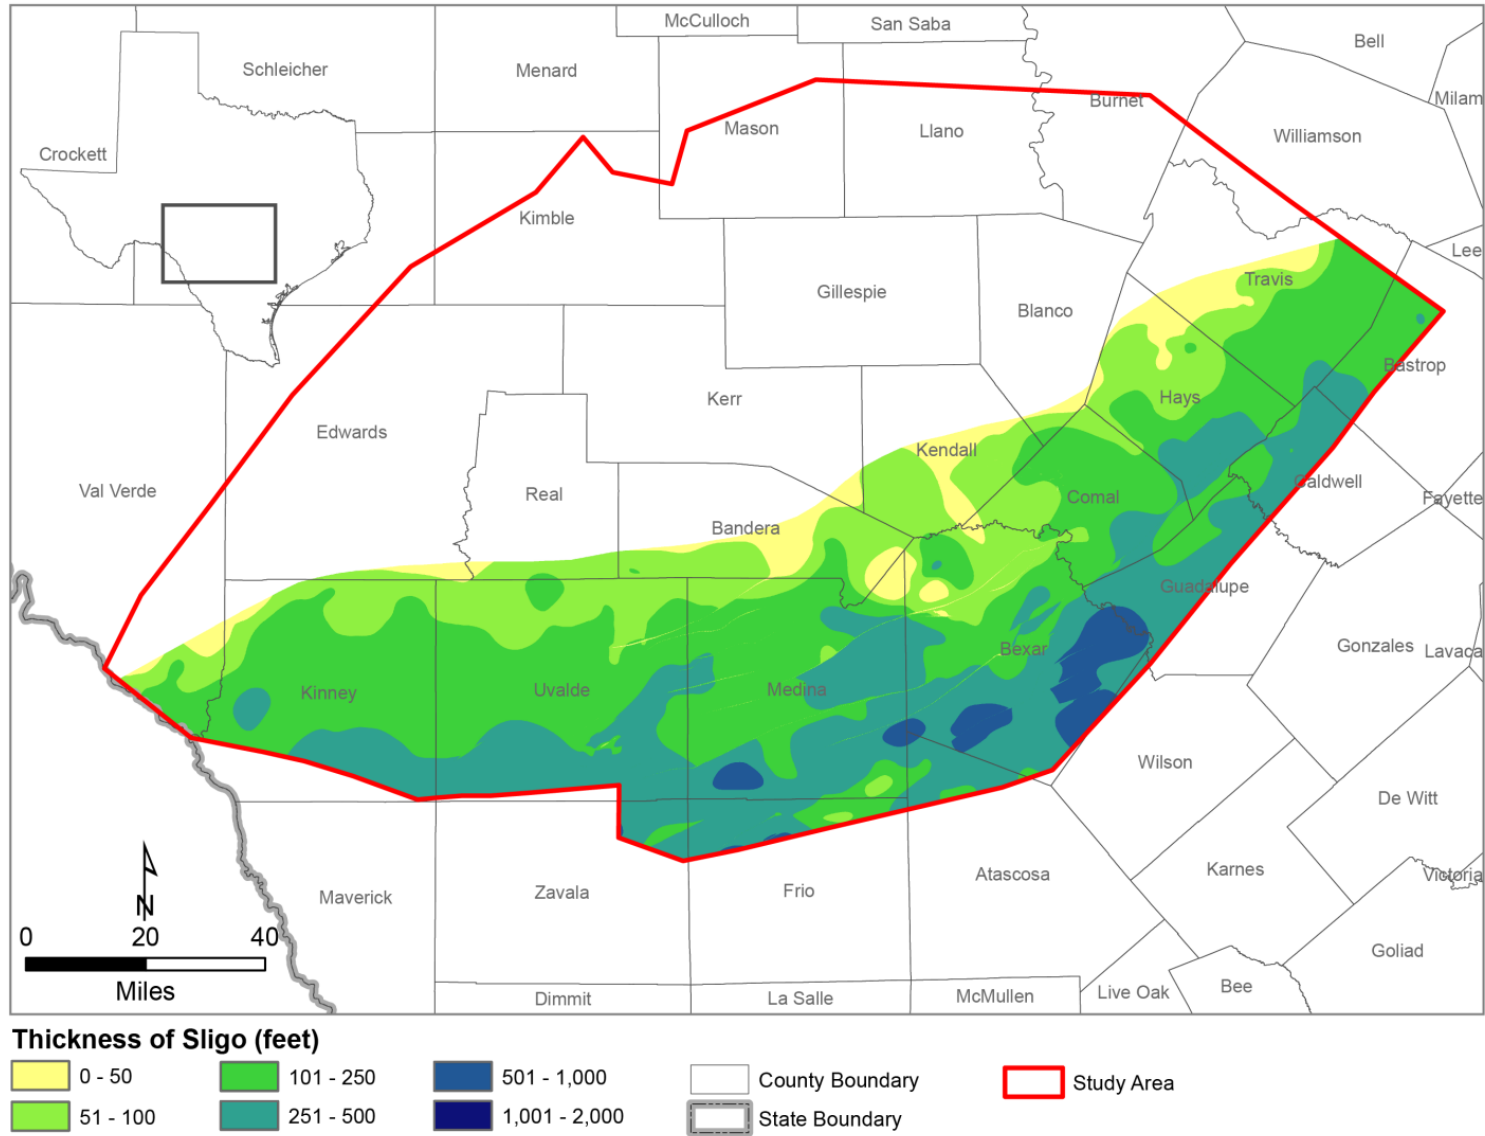 McCulloch
San Saba
Bell
Schleicher
Menard
Milam
Burnet
Mason
Llano
Williamson
Crockett
Kimble
Lee
Travis
Gillespie
Blanco
Bastrop
Kerr
Hays
Edwards
Kendall
Val Verde
Real
Comal
Caldwell
Fayette
Bandera
Guadalupe
Bexar
Gonzales
Lavaca
Kinney
Uvalde
Medina
Wilson
De Witt
Karnes
Victoria
Atascosa
Maverick
Zavala
Frio
N
0 20 40
Miles
Goliad
Dimmit
La Salle
McMullen
Live Oak
Bee
Thickness of Sligo (feet)
0 - 50
101 - 250
501 - 1,000
County Boundary
Study Area
51 - 100
251 - 500
1,001 - 2,000
State Boundary